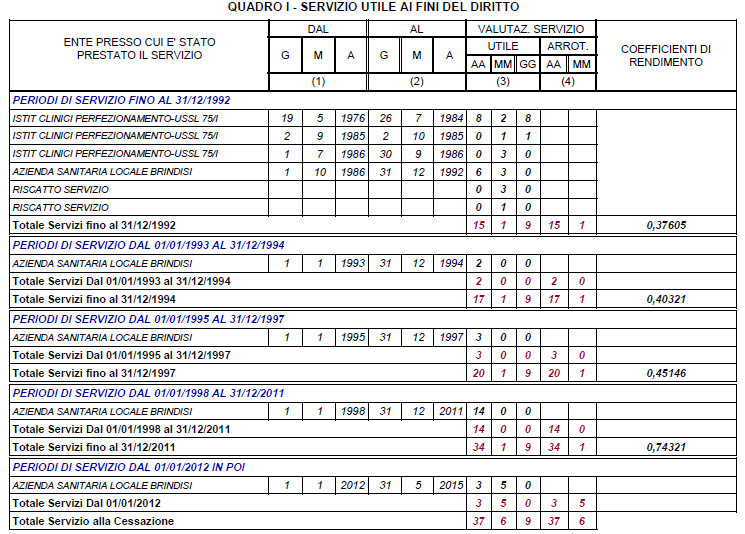 QUADRO I - SERVIZIO UTILE AI FINI DEL DIRITTO
ENTE PRESSO CUI E' STATO PRESTATO IL SERVIZIO DAL AL VALUTAZ. SERVIZIO COEFFICIENTI DI RENDIMENTO
UTILE ARROT.
G M A G M A AA MM GG AA MM
(1) (2) (3) (4)
PERIODI DI SERVIZIO FINO AL 31/12/1992
ISTIT CLINICI PERFEZIONAMENTO-USSL 75/I 19 5 1976 26 7 1984 8 2 8
ISTIT CLINICI PERFEZIONAMENTO-USSL 75/I 2 9 1985 2 10 1985 0 1 1
ISTIT CLINICI PERFEZIONAMENTO-USSL 75/I 1 7 1986 30 9 1986 0 3 0
AZIENDA SANITARIA LOCALE BRINDISI 1 10 1986 31 12 1992 6 3 0
RISCATTO SERVIZIO 0 3 0
RISCATTO SERVIZIO 0 1 0
Totale Servizi fino al 31/12/1992 15 1 9 15 1 0,37605
PERIODI DI SERVIZIO DAL 01/01/1993 AL 31/12/1994
AZIENDA SANITARIA LOCALE BRINDISI 1 1 1993 31 12 1994 2 0 0
Totale Servizi Dal 01/01/1993 al 31/12/1994 2 0 0 2 0
Totale Servizi fino al 31/12/1994 17 1 9 17 1 0,40321
PERIODI DI SERVIZIO DAL 01/01/1995 AL 31/12/1997
AZIENDA SANITARIA LOCALE BRINDISI 1 1 1995 31 12 1997 3 0 0
Totale Servizi Dal 01/01/1995 al 31/12/1997 3 0 0 3 0
Totale Servizi fino al 31/12/1997 20 1 9 20 1 0,45146
PERIODI DI SERVIZIO DAL 01/01/1998 AL 31/12/2011
AZIENDA SANITARIA LOCALE BRINDISI 1 1 1998 31 12 2011 14 0 0
Totale Servizi Dal 01/01/1998 al 31/12/2011 14 0 0 14 0
Totale Servizi fino al 31/12/2011 34 1 9 34 1 0,74321
PERIODI DI SERVIZIO DAL 01/01/2012 IN POI
AZIENDA SANITARIA LOCALE BRINDISI 1 1 2012 31 5 2015 3 5 0
Totale Servizi Dal 01/01/2012 3 5 0 3 5
Totale Servizio alla Cessazione 37 6 9 37 6